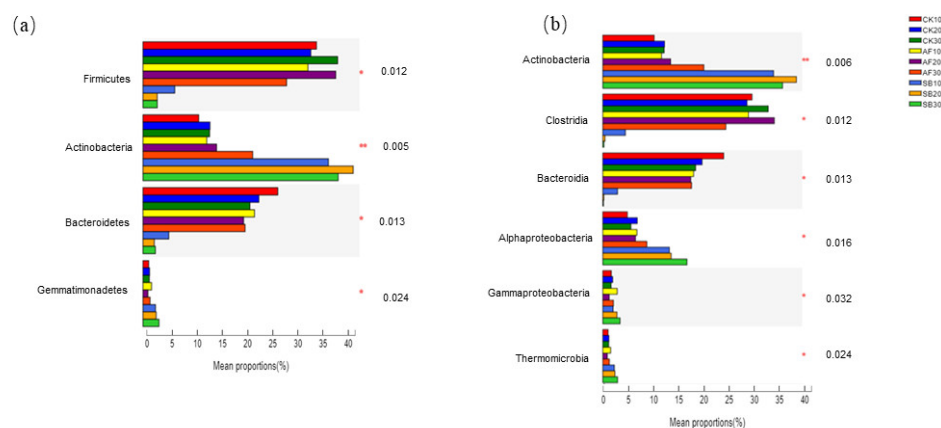 (a)
Firmicutes
* 0.012
Actinobacteria
** 0.005
Bacteroidetes
* 0.013
Gemmatimonadetes
* 0.024
0 5 10 15 20 25 30 35 40
Mean proportions(%)
(b)
Actinobacteria
** 0.006
Clostridia
* 0.012
Bacteroidia
* 0.013
Alphaproteobacteria
* 0.016
Gammaproteobacteria
* 0.032
Thermomicrobia
* 0.024
0 5 10 15 20 25 30 35 40
Mean proportions(%)
CK10
CK20
CK30
AF10
AF20
AF30
SB10
SB20
SB30